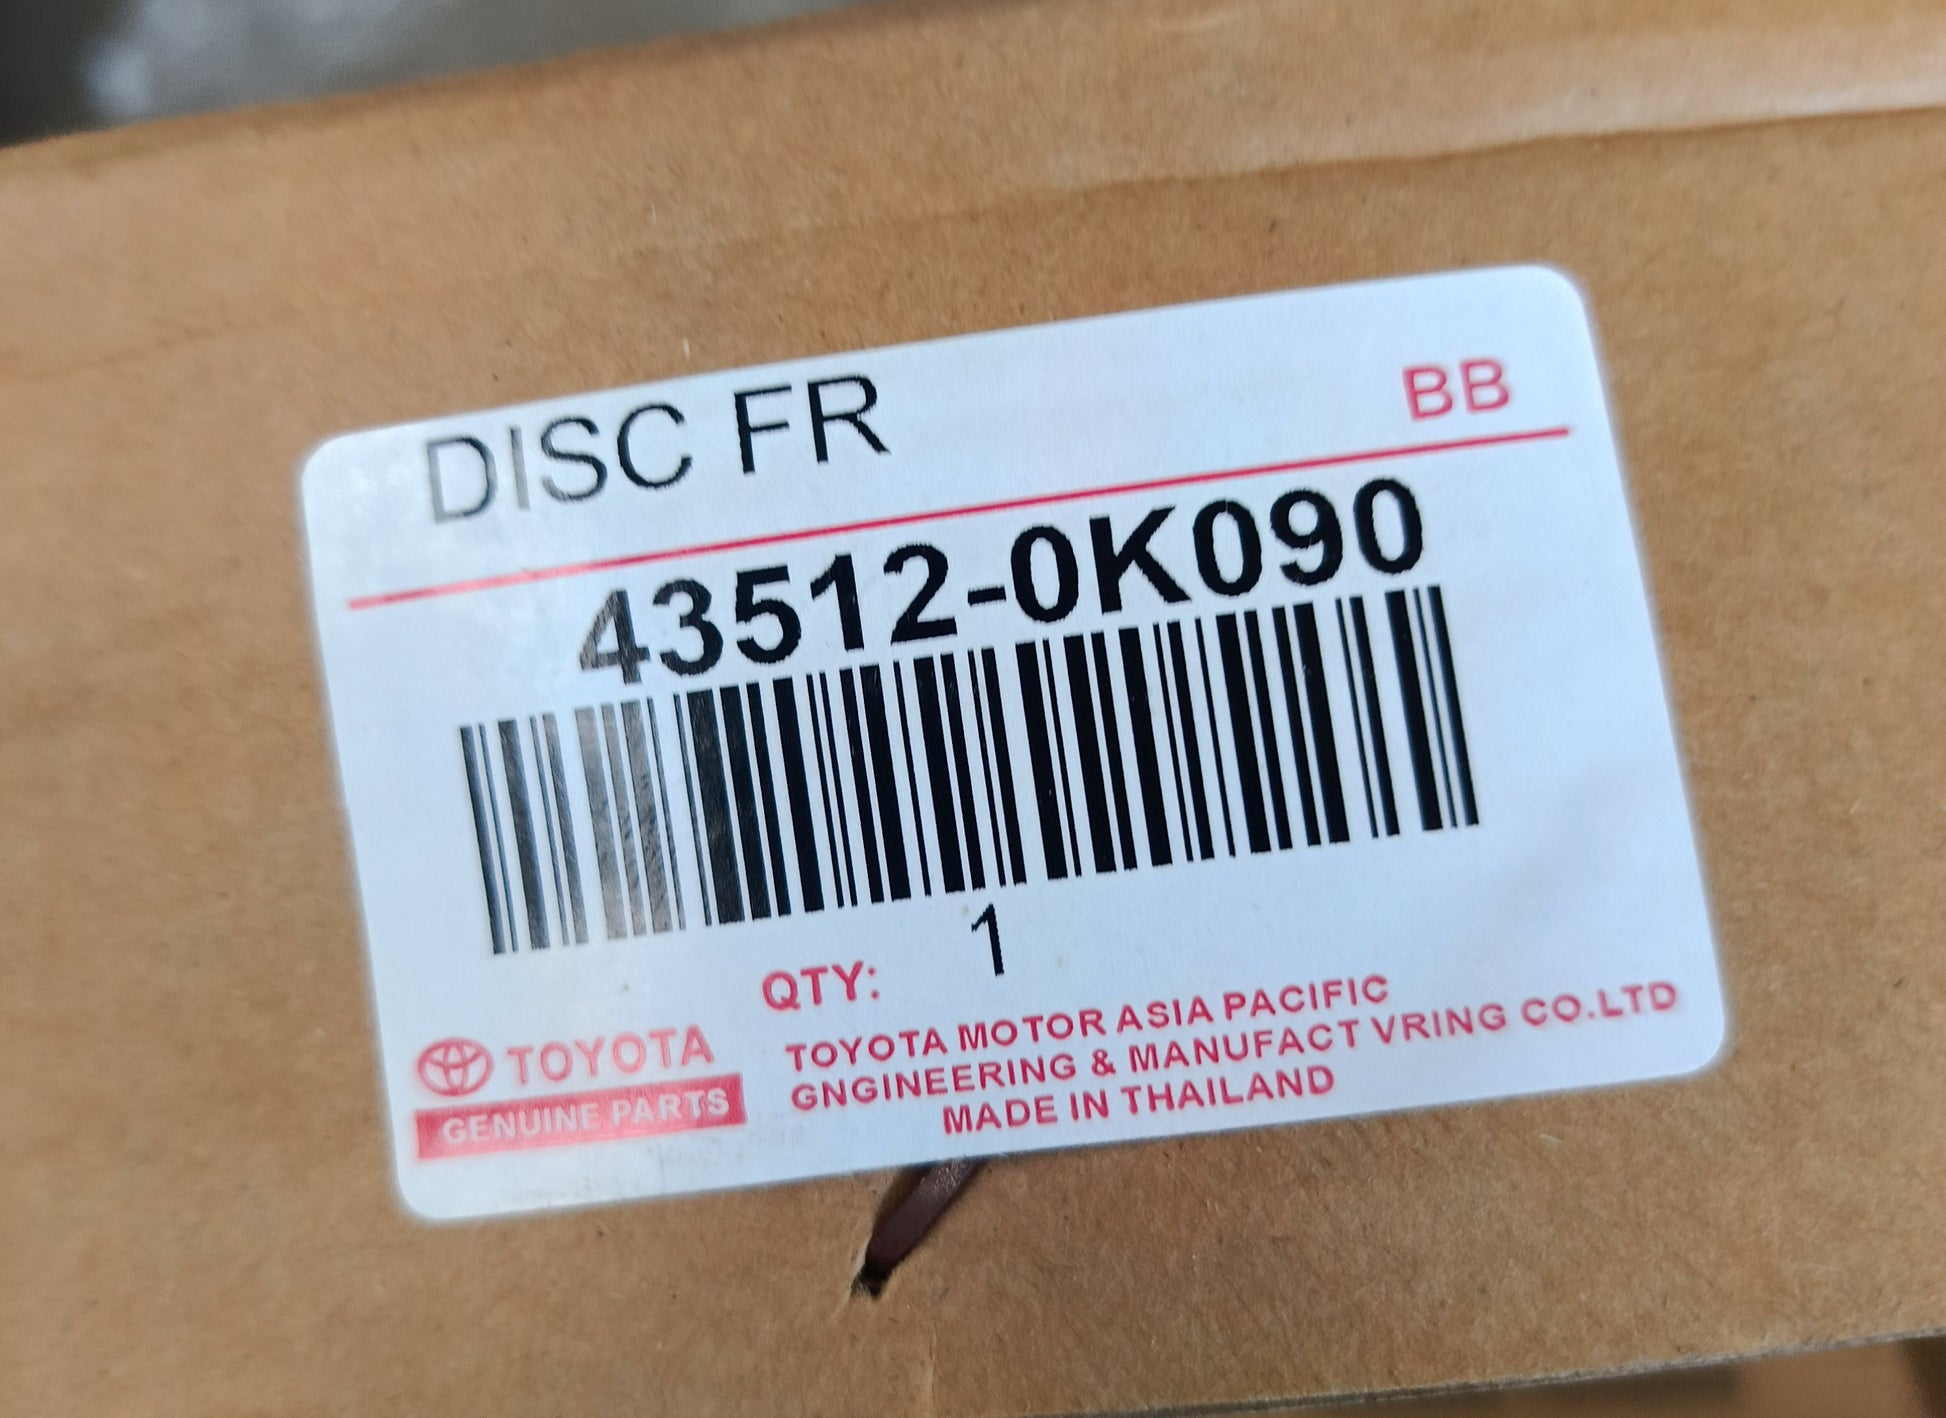 DISC FR
BB
43512-0K090
QTY: 1
TOYOTA
GENUINE PARTS
TOYOTA MOTOR ASIA PACIFIC
GNGINEERING & MANUFACT VRING CO.LTD
MADE IN THAILAND